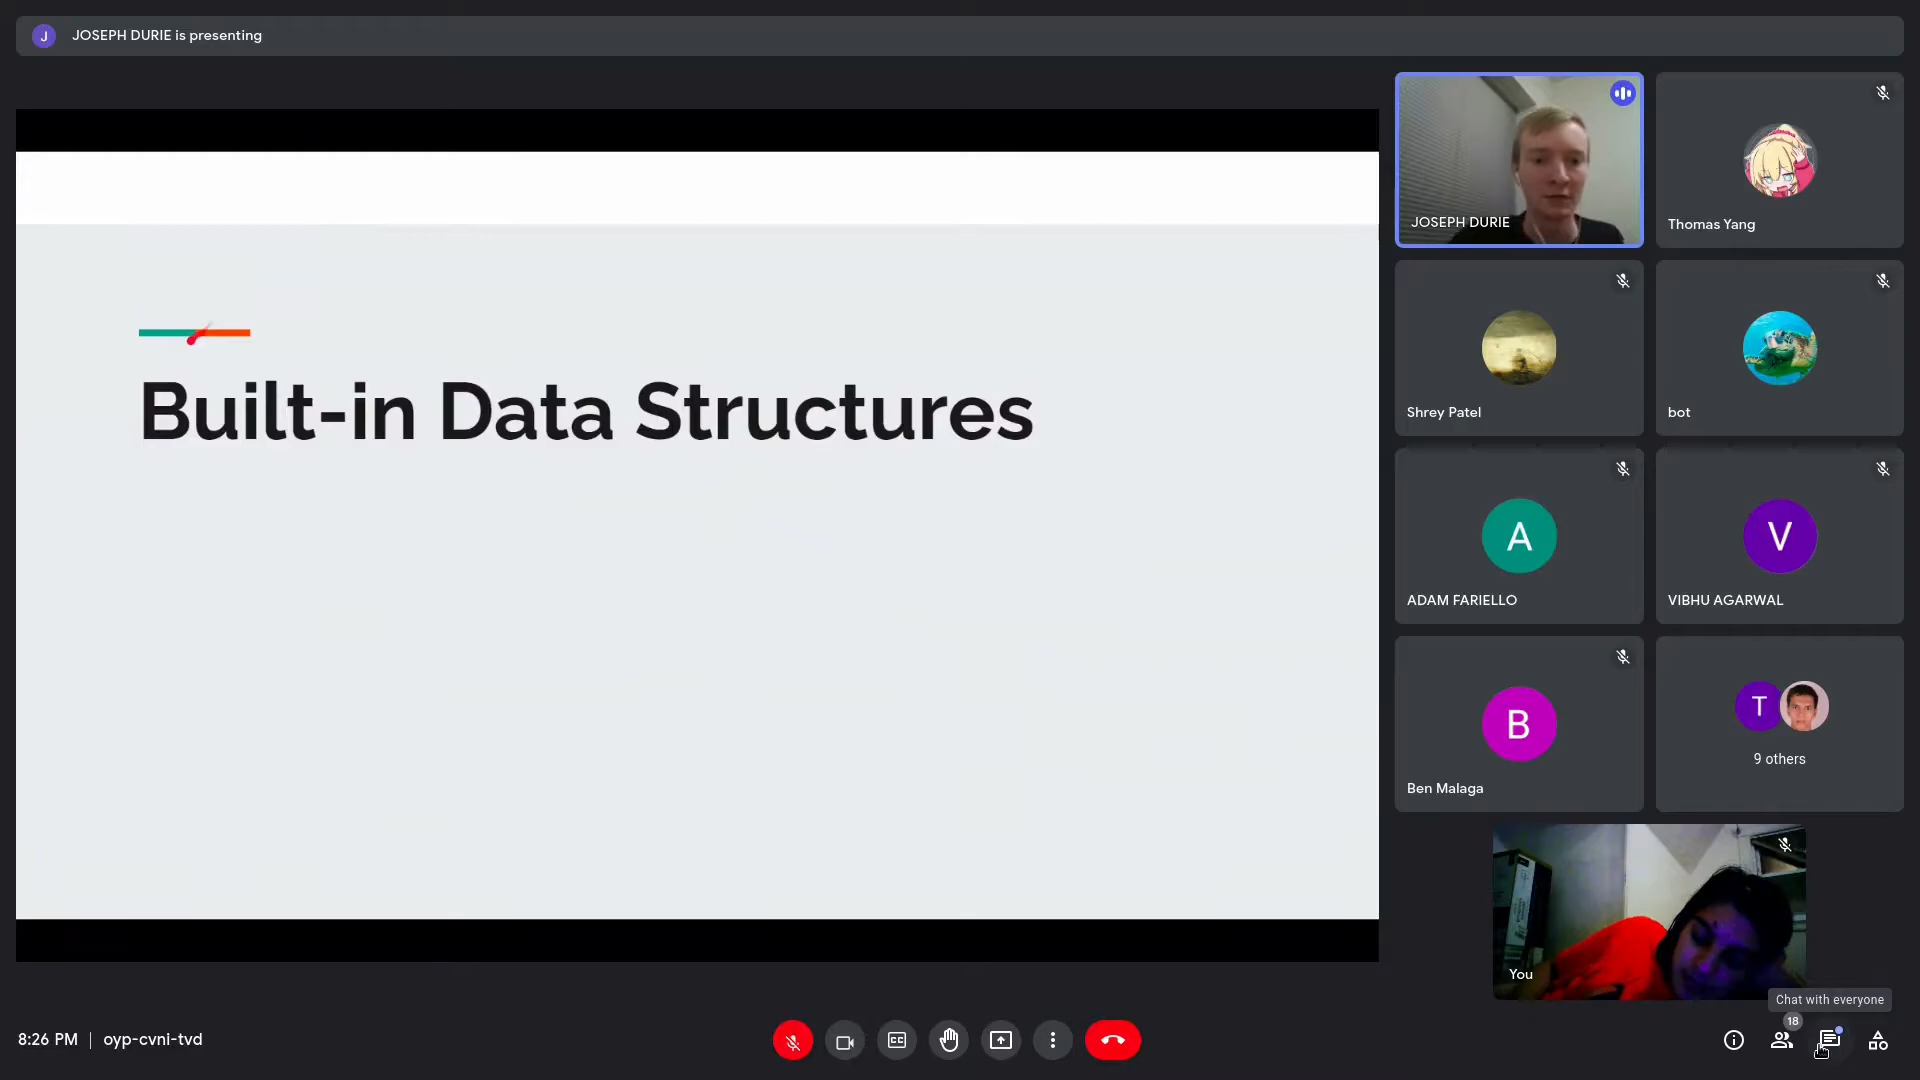 J JOSEPH DURIE is presenting
Built-in Data Structures
JOSEPH DURIE
Thomas Yang
Shrey Patel
bot
A
ADAM FARIELLO
V
VIBHU AGARWAL
B
Ben Malaga
T
9 others
You
Chat with everyone
8:26 PM | oyp-cvni-tvd
CC
18